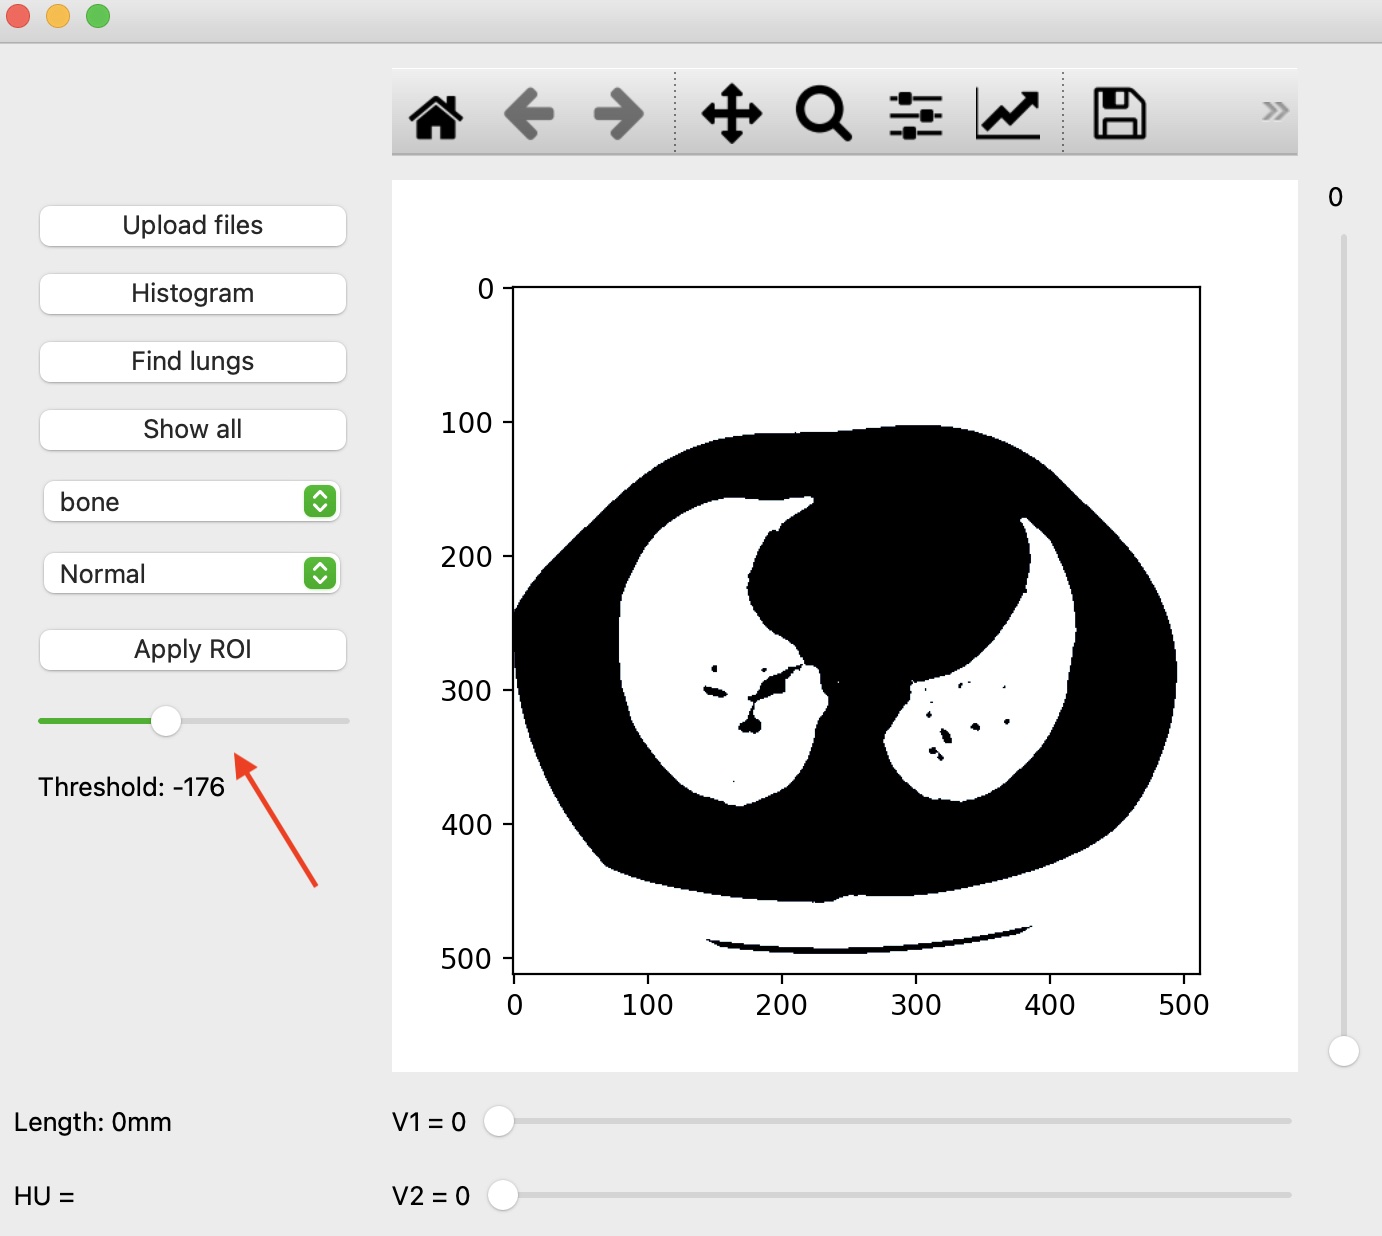 0
Upload files
Histogram
Find lungs
Show all
bone
Normal
Apply ROI
Threshold: -176
0
100
200
300
400
500
0 100 200 300 400 500
Length: 0mm
V1 = 0
HU =
V2 = 0